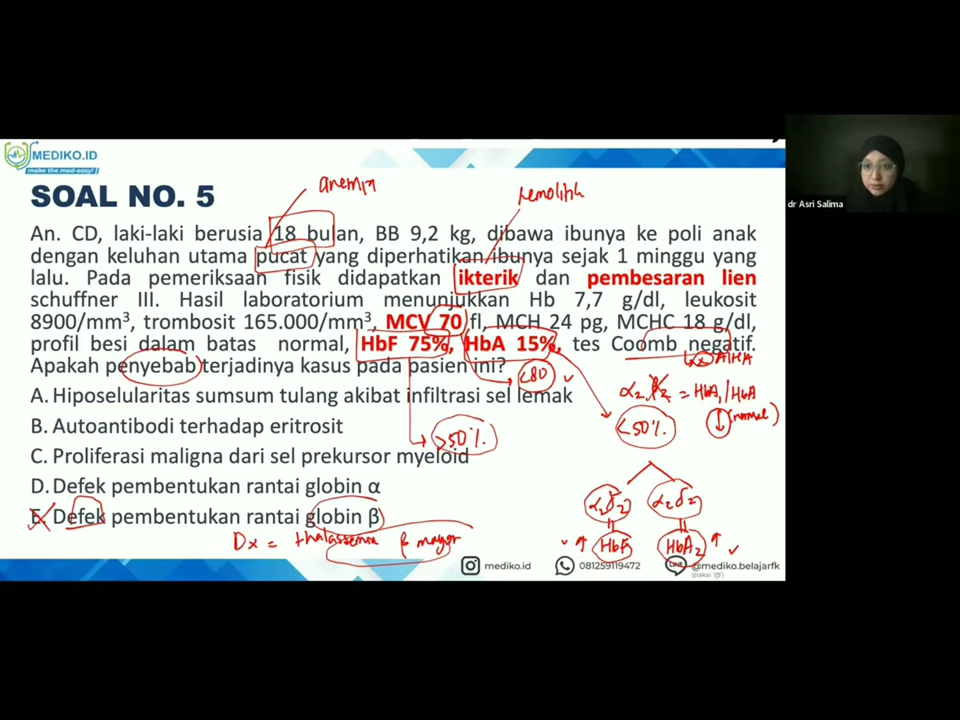 MEDIKO.ID
make the med-easy!
SOAL NO. 5
anemia
hemolitik
An. CD, laki-laki berusia 18 bulan, BB 9,2 kg, dibawa ibunya ke poli anak
dengan keluhan utama pucat yang diperhatikan ibunya sejak 1 minggu yang
lalu. Pada pemeriksaan fisik didapatkan ikterik dan pembesaran lien
schuffner III. Hasil laboratorium menunjukkan Hb 7,7 g/dl, leukosit
8900/mm³, trombosit 165.000/mm³, MCV 70 fl, MCH 24 pg, MCHC 18 g/dl,
profil besi dalam batas normal, HbF 75%, HbA 15%, tes Coomb negatif.
Apakah penyebab terjadinya kasus pada pasien ini?
AIHA
<80
α₂ β₂ = HbA₁/HbA
↓ (normal)
A. Hiposelularitas sumsum tulang akibat infiltrasi sel lemak
B. Autoantibodi terhadap eritrosit
>50%
<50%
C. Proliferasi maligna dari sel prekursor myeloid
D. Defek pembentukan rantai globin α
E. Defek pembentukan rantai globin β
α₂δ₂
Dx = thalassemia β mayor
↑ HbF
HbA₂ ↑
mediko.id
081259119472
LINE
@mediko.belajarfk
(pakai '@')
dr Asri Salima